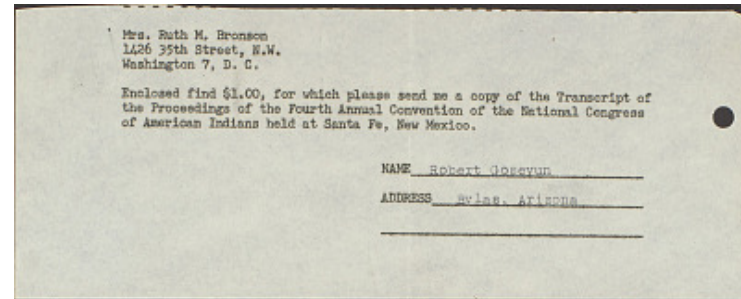 Mrs. Ruth M. Bronson
1426 35th Street, N.W.
Washington 7, D. C.
Enclosed find $1.00, for which please send me a copy of the Transcript of
the Proceedings of the Fourth Annual Convention of the National Congress
of American Indians held at Santa Fe, New Mexico.
NAME Robert Goseyun
ADDRESS Bylas, Arizona